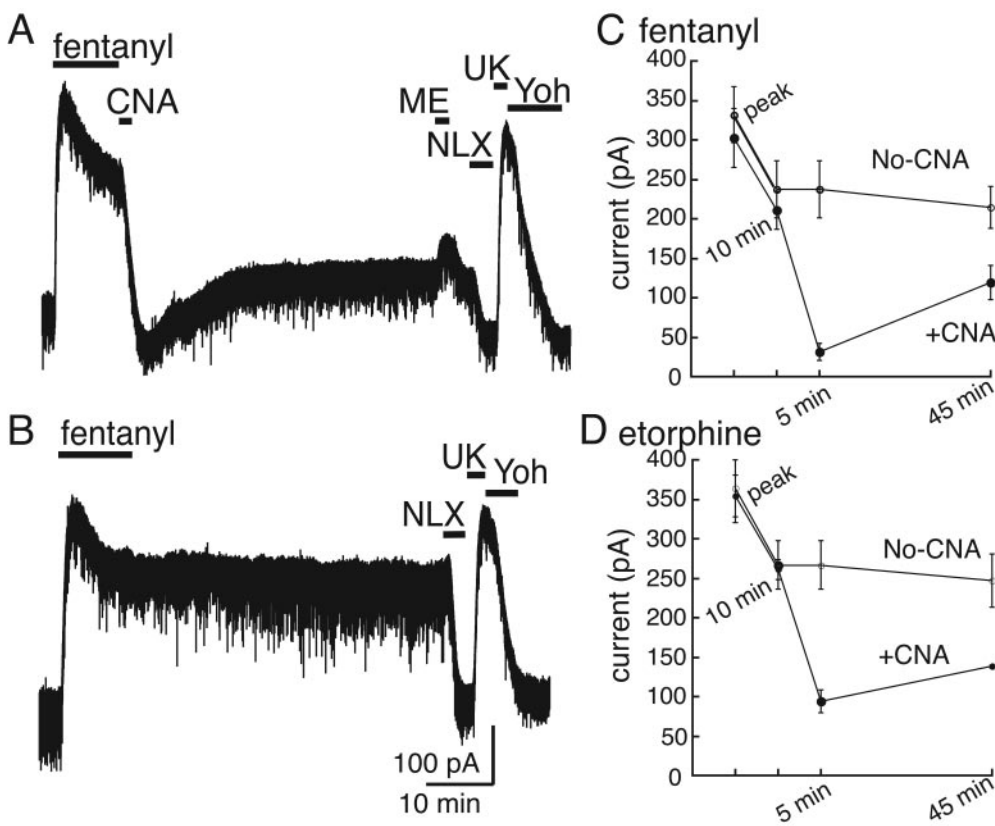 A
fentanyl
CNA
ME
NLX
UK
Yoh
B
fentanyl
NLX
UK
Yoh
100 pA
10 min
C fentanyl
400
350
300
250
200
150
100
50
0
current (pA)
peak
10 min
No-CNA
+CNA
5 min
45 min
D etorphine
400
350
300
250
200
150
100
50
0
current (pA)
peak
10 min
No-CNA
+CNA
5 min
45 min